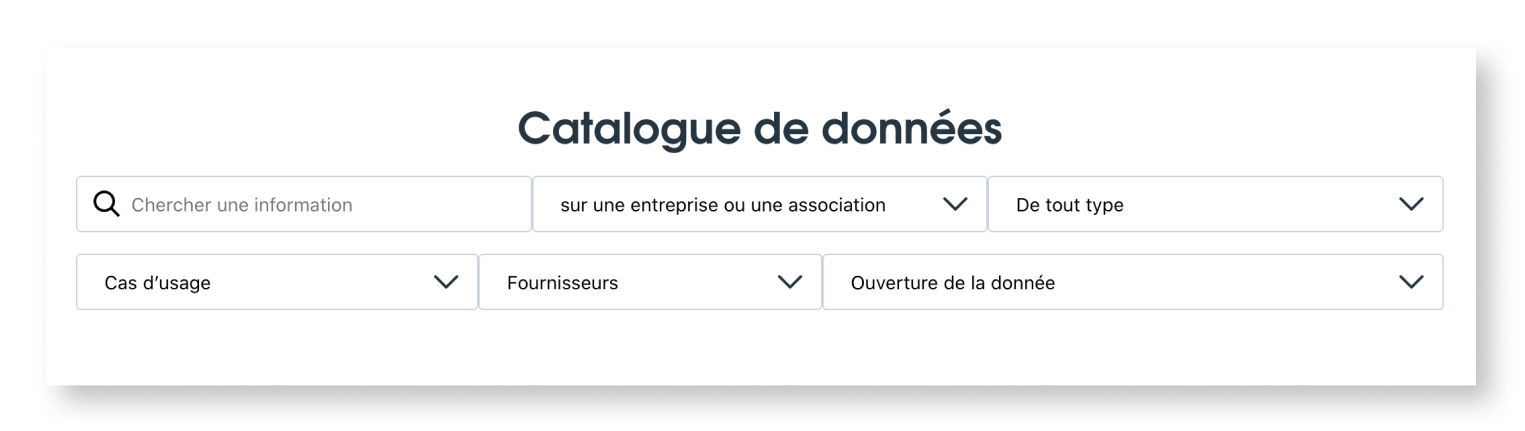 Catalogue de données
Chercher une information
sur une entreprise ou une association
De tout type
Cas d’usage
Fournisseurs
Ouverture de la donnée